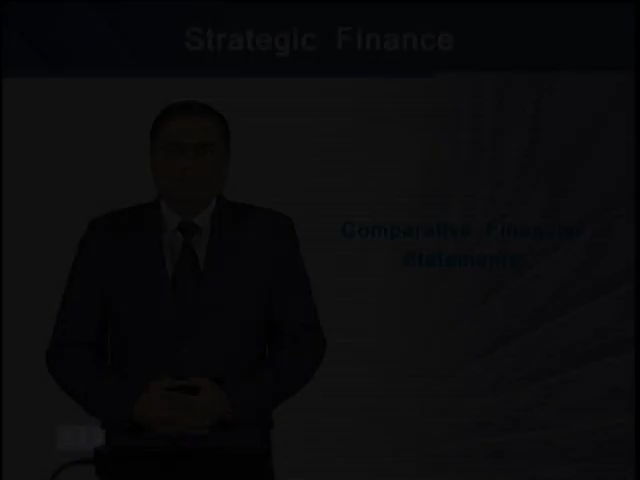 Strategic Finance
Comparative Financial
Statements